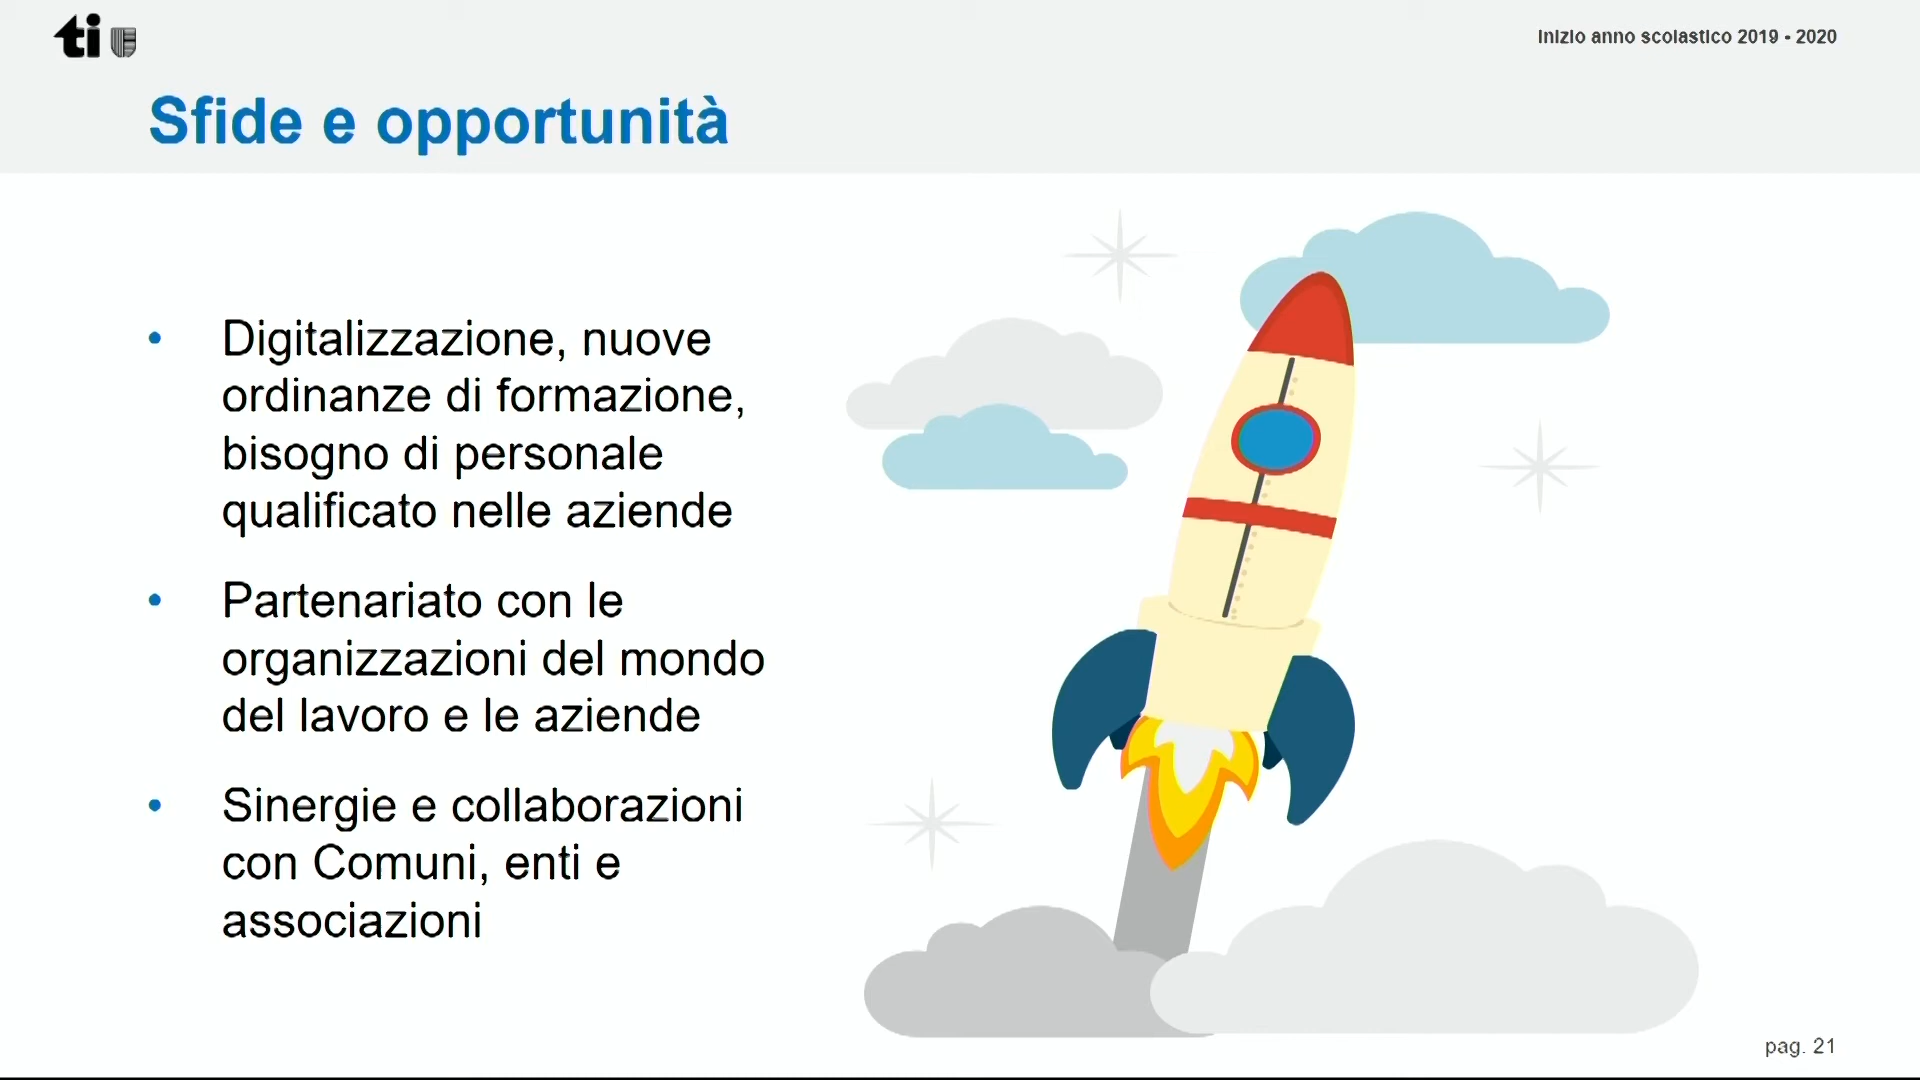 ti
Inizio anno scolastico 2019 - 2020
Sfide e opportunità
• Digitalizzazione, nuove
ordinanze di formazione,
bisogno di personale
qualificato nelle aziende
• Partenariato con le
organizzazioni del mondo
del lavoro e le aziende
• Sinergie e collaborazioni
con Comuni, enti e
associazioni
pag. 21